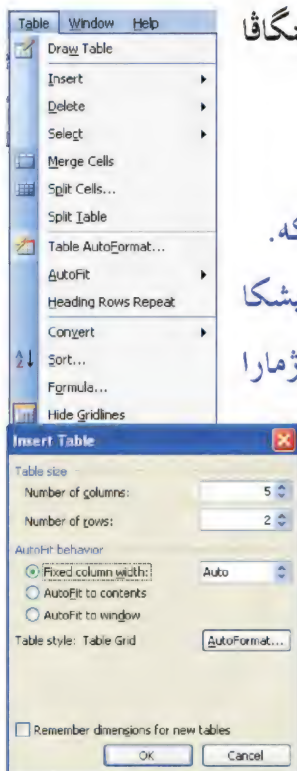 Table Window Help
Draw Table
Insert
Delete
Select
Merge Cells
Split Cells...
Split Table
Table AutoFormat...
AutoFit
Heading Rows Repeat
Convert
Sort...
Formula...
Hide Gridlines
Insert Table
Table size
Number of columns: 5
Number of rows: 2
AutoFit behavior
Fixed column width: Auto
AutoFit to contents
AutoFit to window
Table style: Table Grid AutoFormat...
Remember dimensions for new tables
OK Cancel